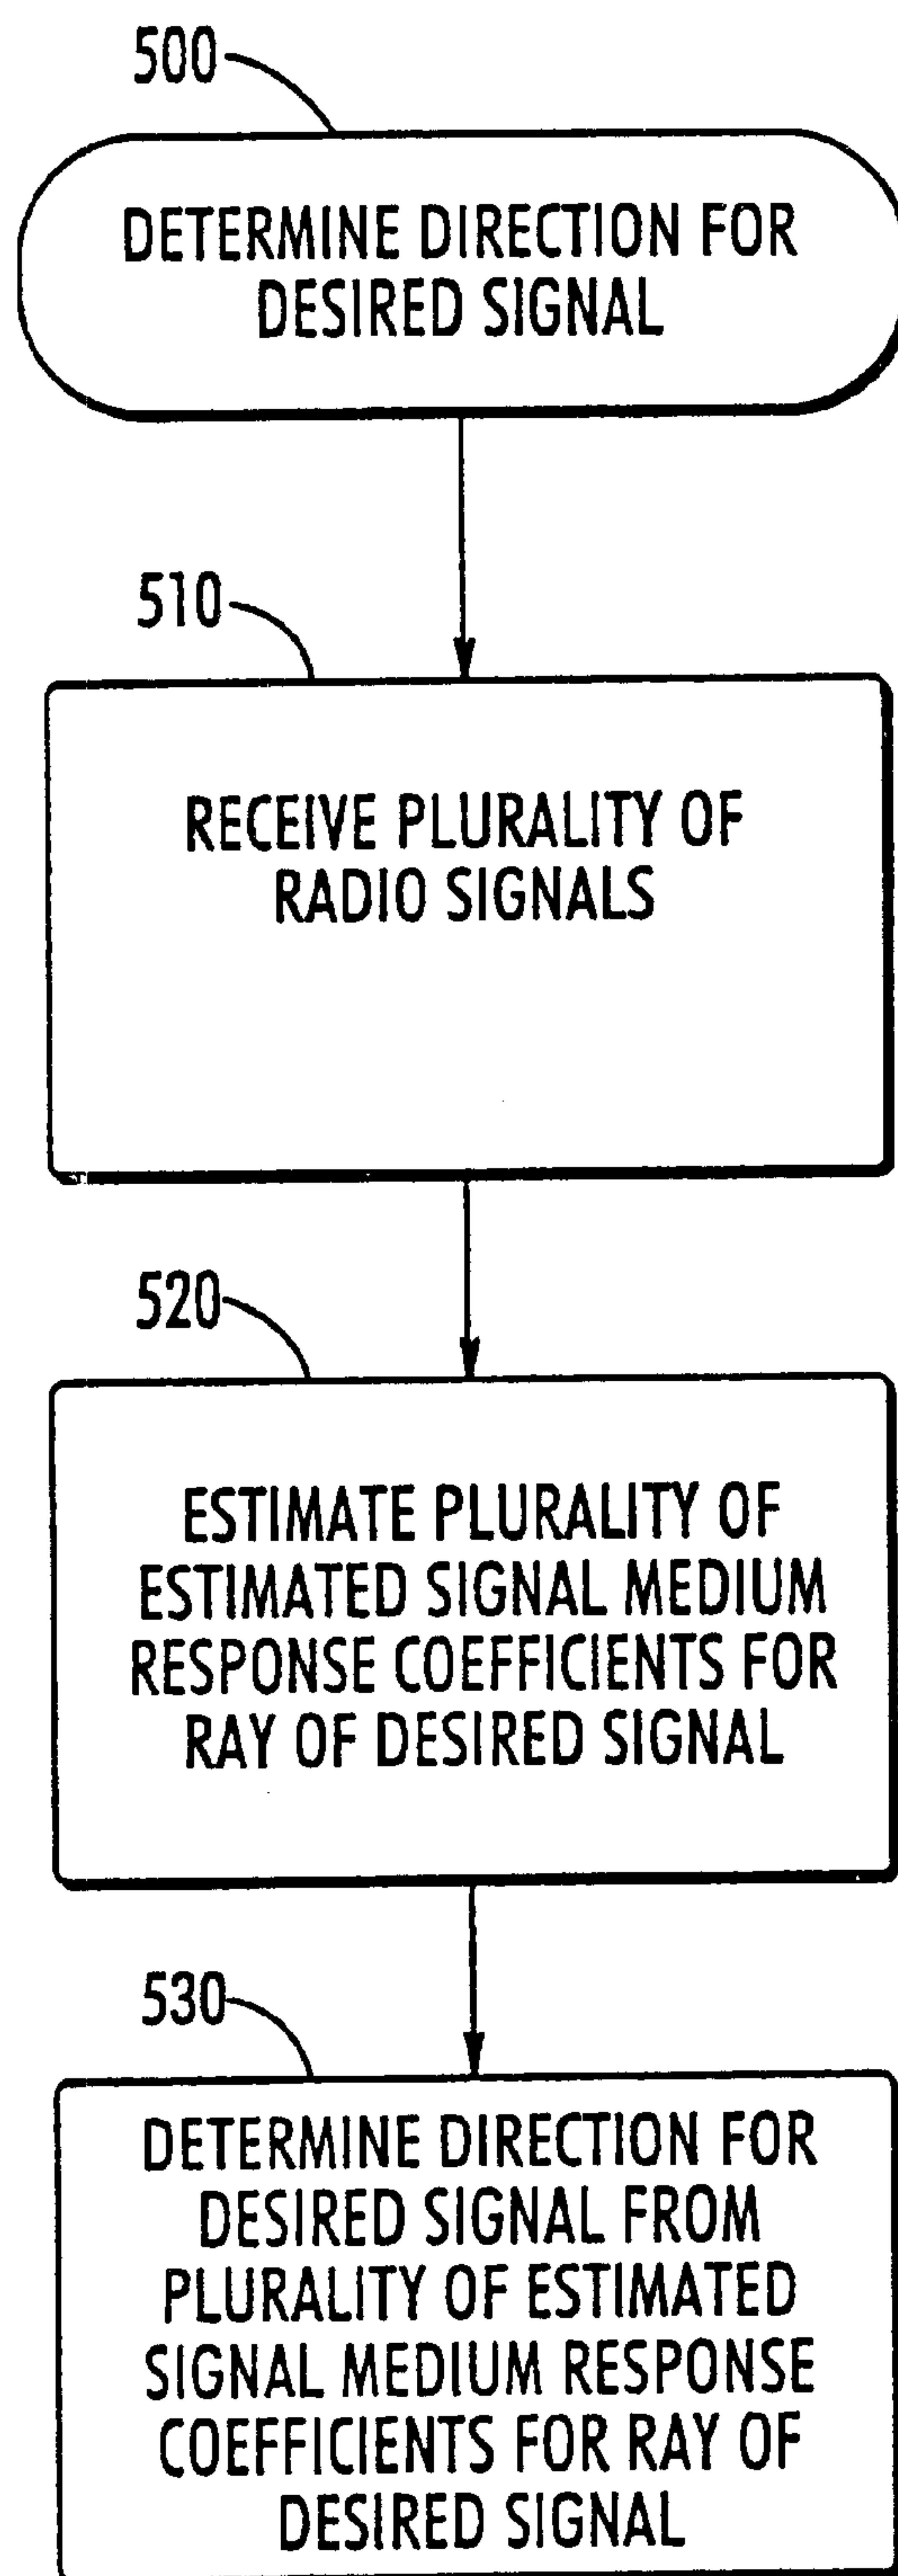 500
DETERMINE DIRECTION FOR
DESIRED SIGNAL
510
RECEIVE PLURALITY OF
RADIO SIGNALS
520
ESTIMATE PLURALITY OF
ESTIMATED SIGNAL MEDIUM
RESPONSE COEFFICIENTS FOR
RAY OF DESIRED SIGNAL
530
DETERMINE DIRECTION FOR
DESIRED SIGNAL FROM
PLURALITY OF ESTIMATED
SIGNAL MEDIUM RESPONSE
COEFFICIENTS FOR RAY OF
DESIRED SIGNAL